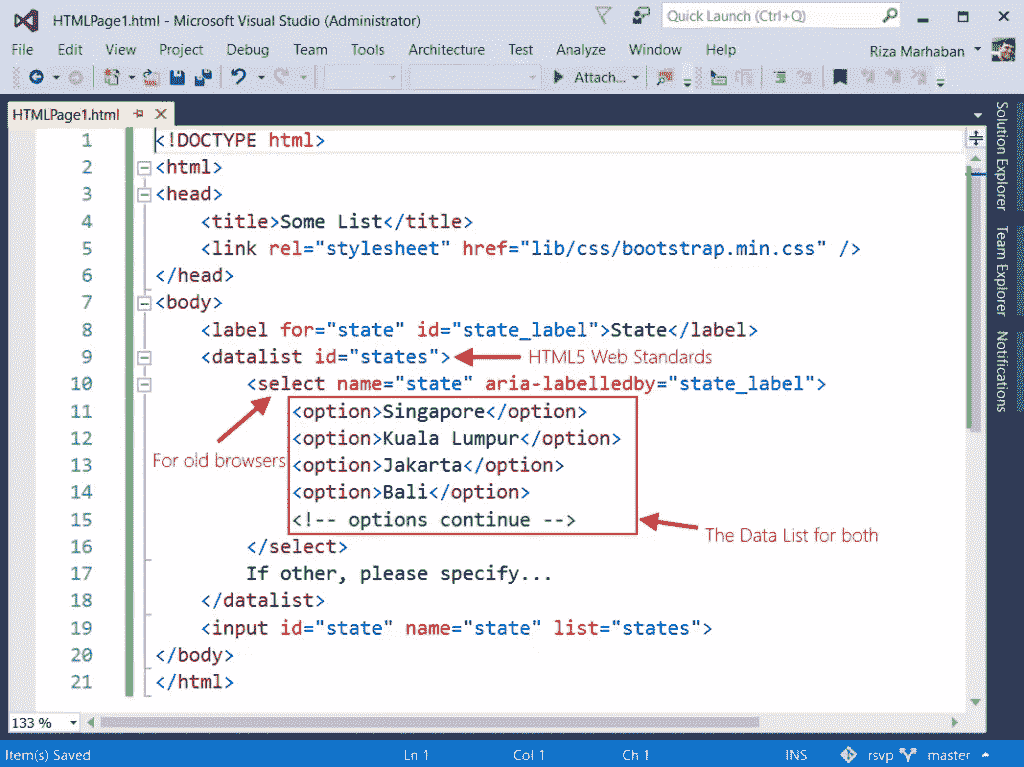 HTMLPage1.html - Microsoft Visual Studio (Administrator)
Quick Launch (Ctrl+Q)
File Edit View Project Debug Team Tools Architecture Test Analyze Window Help
Riza Marhaban
Attach...
HTMLPage1.html
1 <!DOCTYPE html>
2 <html>
3 <head>
4 <title>Some List</title>
5 <link rel="stylesheet" href="lib/css/bootstrap.min.css" />
6 </head>
7 <body>
8 <label for="state" id="state_label">State</label>
9 <datalist id="states"> HTML5 Web Standards
10 <select name="state" aria-labelledby="state_label">
11 <option>Singapore</option>
12 <option>Kuala Lumpur</option>
For old browsers
13 <option>Jakarta</option>
14 <option>Bali</option>
15 <!-- options continue -->
The Data List for both
16 </select>
17 If other, please specify...
18 </datalist>
19 <input id="state" name="state" list="states">
20 </body>
21 </html>
Solution Explorer
Team Explorer
Notifications
133 %
Item(s) Saved Ln 1 Col 1 Ch 1 INS rsvp master